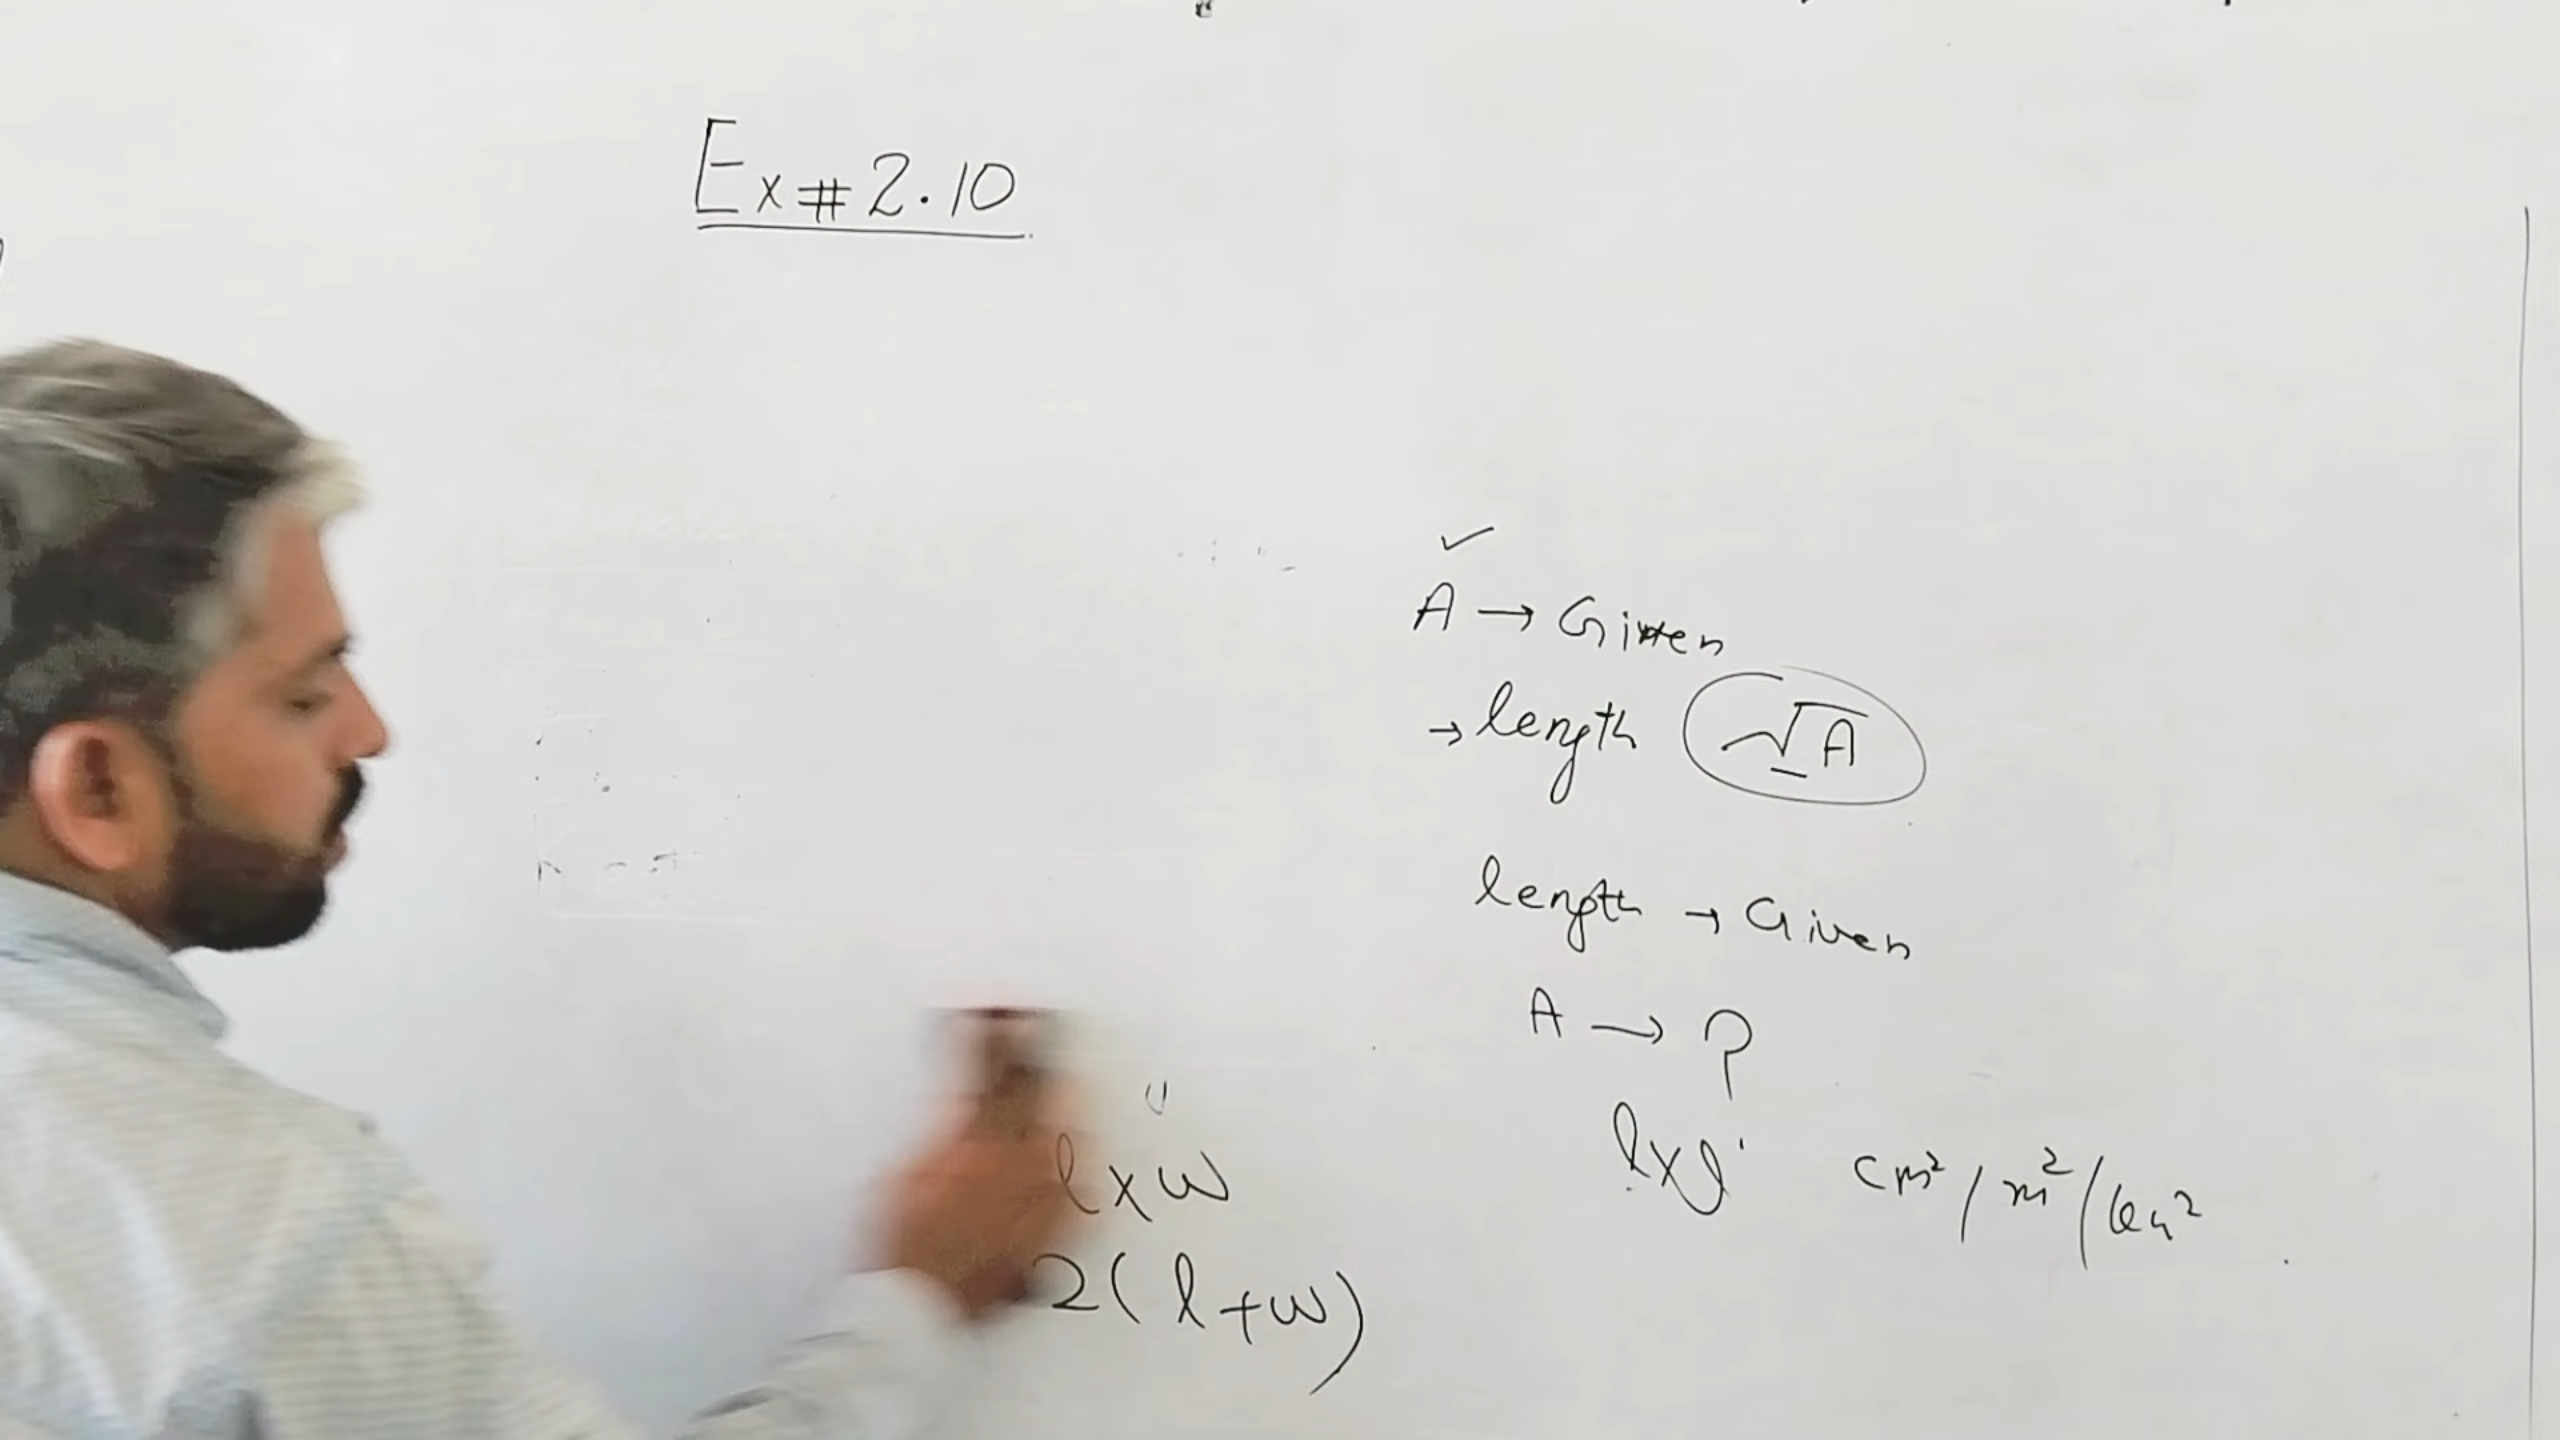 Ex#2.10
✓
A → Given
→ length √A
length → Given
A → ?
l×l cm²/m²/km²
l×w
2(l+w)